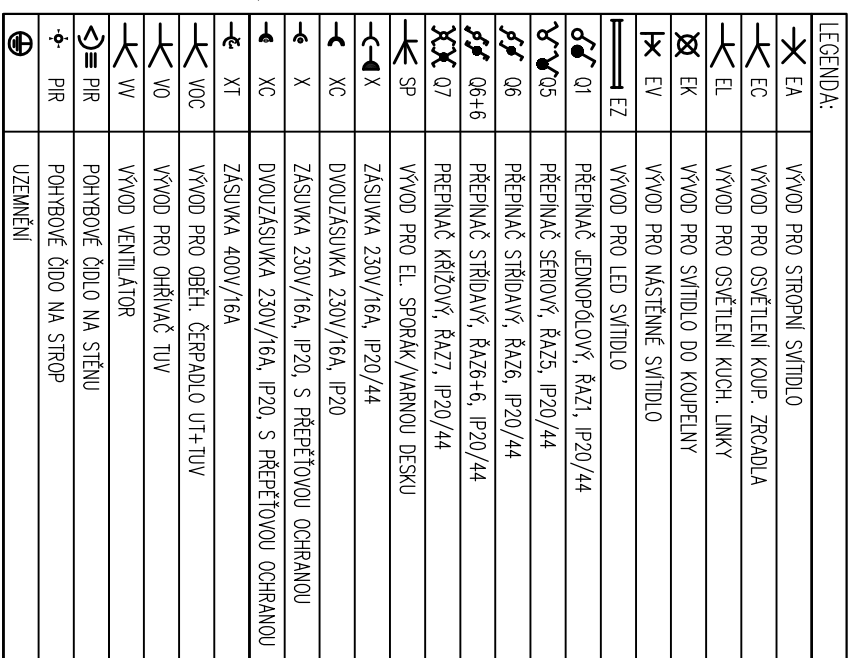 LEGENDA:
EA VÝVOD PRO STROPNÍ SVÍTIDLO
EC VÝVOD PRO OSVĚTLENÍ KOUP. ZRCADLA
EL VÝVOD PRO OSVĚTLENÍ KUCH. LINKY
EK VÝVOD PRO SVÍTIDLO DO KOUPELNY
EV VÝVOD PRO NÁSTĚNNÉ SVÍTIDLO
EZ VÝVOD PRO LED SVÍTIDLO
Q1 PŘEPÍNAČ JEDNOPÓLOVÝ, ŘAZ1, IP20/44
Q5 PŘEPÍNAČ SÉRIOVÝ, ŘAZ5, IP20/44
Q6 PŘEPÍNAČ STŘÍDAVÝ, ŘAZ6, IP20/44
Q6+6 PŘEPÍNAČ STŘÍDAVÝ, ŘAZ6+6, IP20/44
Q7 PŘEPÍNAČ KŘÍŽOVÝ, ŘAZ7, IP20/44
SP VÝVOD PRO EL. SPORÁK/VARNOU DESKU
X ZÁSUVKA 230V/16A, IP20/44
XC DVOUZÁSUVKA 230V/16A, IP20
X ZÁSUVKA 230V/16A, IP20, S PŘEPĚŤOVOU OCHRANOU
XC DVOUZÁSUVKA 230V/16A, IP20, S PŘEPĚŤOVOU OCHRANOU
XT ZÁSUVKA 400V/16A
VOC VÝVOD PRO OBĚH. ČERPADLO UT+TUV
VO VÝVOD PRO OHŘÍVAČ TUV
VV VÝVOD VENTILÁTOR
PIR POHYBOVÉ ČIDLO NA STĚNU
PIR POHYBOVÉ ČIDO NA STROP
UZEMNĚNÍ